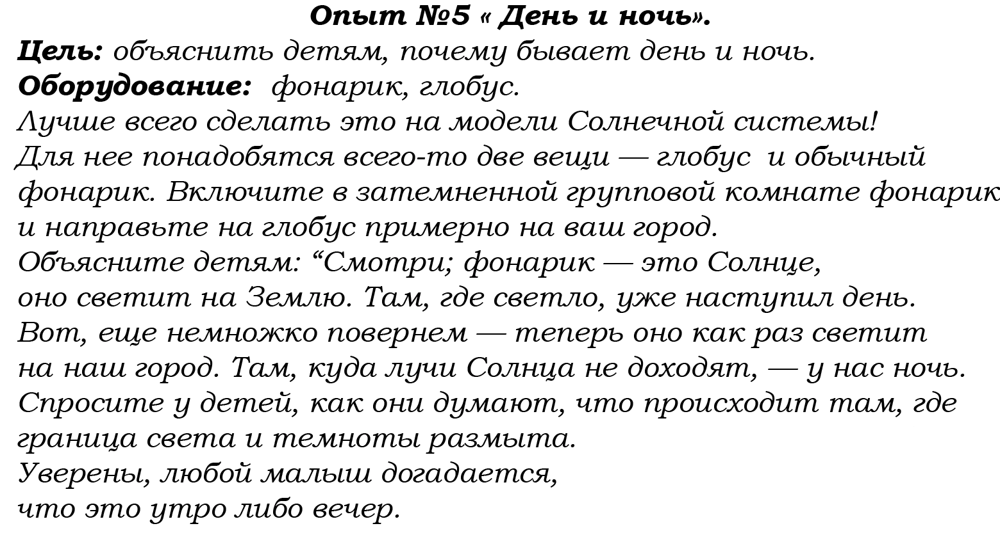 Опыт №5 « День и ночь».
Цель: объяснить детям, почему бывает день и ночь.
Оборудование:  фонарик, глобус.
Лучше всего сделать это на модели Солнечной системы!
Для нее понадобятся всего-то две вещи — глобус  и обычный
фонарик. Включите в затемненной групповой комнате фонарик
и направьте на глобус примерно на ваш город.
Объясните детям: “Смотри; фонарик — это Солнце,
оно светит на Землю. Там, где светло, уже наступил день.
Вот, еще немножко повернем — теперь оно как раз светит
на наш город. Там, куда лучи Солнца не доходят, — у нас ночь.
Спросите у детей, как они думают, что происходит там, где
граница света и темноты размыта.
Уверены, любой малыш догадается,
что это утро либо вечер.